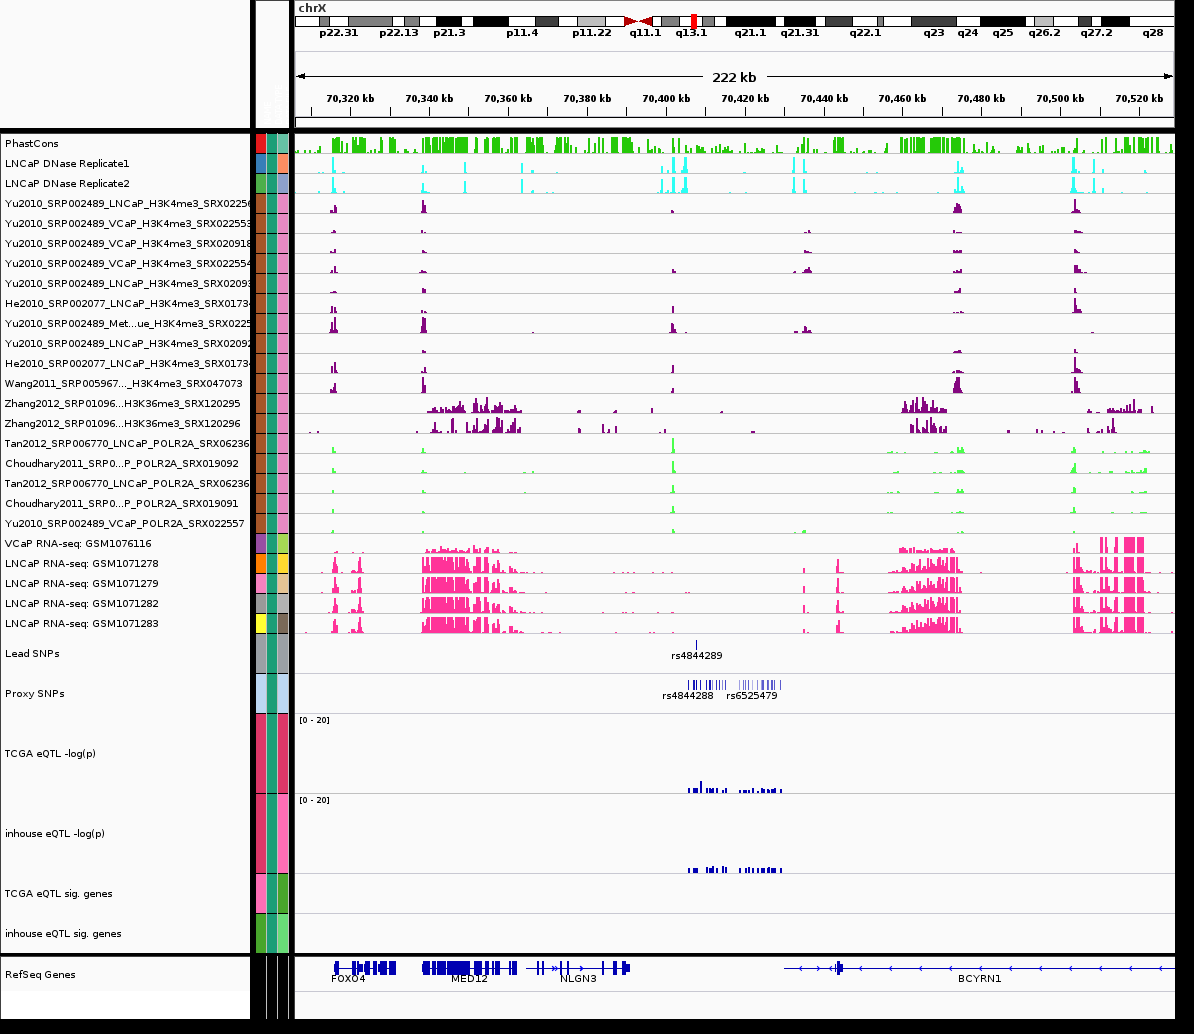 chrX
p22.31 p22.13 p21.3 p11.4 p11.22 q11.1 q13.1 q21.1 q21.31 q22.1 q23 q24 q25 q26.2 q27.2 q28
222 kb
70,320 kb 70,340 kb 70,360 kb 70,380 kb 70,400 kb 70,420 kb 70,440 kb 70,460 kb 70,480 kb 70,500 kb 70,520 kb
PhastCons
LNCaP DNase Replicate1
LNCaP DNase Replicate2
Yu2010_SRP002489_LNCaP_H3K4me3_SRX02250
Yu2010_SRP002489_VCaP_H3K4me3_SRX022553
Yu2010_SRP002489_VCaP_H3K4me3_SRX020918
Yu2010_SRP002489_VCaP_H3K4me3_SRX022554
Yu2010_SRP002489_LNCaP_H3K4me3_SRX0209
He2010_SRP002077_LNCaP_H3K4me3_SRX0173
Yu2010_SRP002489_Met...ue_H3K4me3_SRX0225
Yu2010_SRP002489_LNCaP_H3K4me3_SRX0209
He2010_SRP002077_LNCaP_H3K4me3_SRX0173
Wang2011_SRP005967..._H3K4me3_SRX047073
Zhang2012_SRP01096...H3K36me3_SRX120295
Zhang2012_SRP01096...H3K36me3_SRX120296
Tan2012_SRP006770_LNCaP_POLR2A_SRX06236
Choudhary2011_SRP0...P_POLR2A_SRX019092
Tan2012_SRP006770_LNCaP_POLR2A_SRX06236
Choudhary2011_SRP0...P_POLR2A_SRX019091
Yu2010_SRP002489_VCaP_POLR2A_SRX022557
VCaP RNA-seq: GSM1076116
LNCaP RNA-seq: GSM1071278
LNCaP RNA-seq: GSM1071279
LNCaP RNA-seq: GSM1071282
LNCaP RNA-seq: GSM1071283
Lead SNPs
rs4844289
Proxy SNPs
rs4844288 rs6525479
[0 - 20]
TCGA eQTL -log(p)
[0 - 20]
inhouse eQTL -log(p)
TCGA eQTL sig. genes
inhouse eQTL sig. genes
RefSeq Genes
FOXO4 MED12 NLGN3 BCYRN1